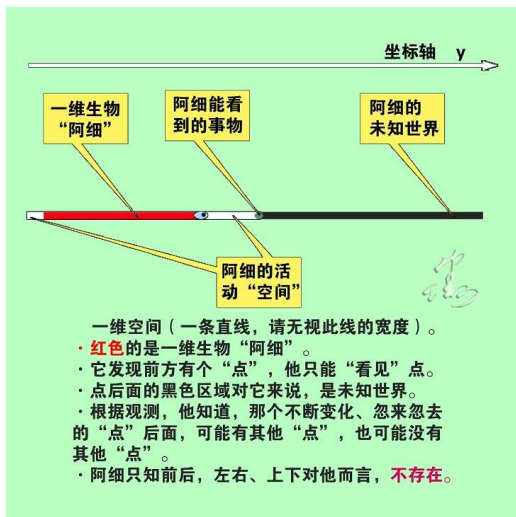 坐标轴 y
一维生物
“阿细”
阿细能看
到的事物
阿细的
未知世界
阿细的活
动“空间”
一维空间（一条直线，请无视此线的宽度）。
·红色的是一维生物“阿细”。
·它发现前方有个“点”，他只能“看见”点。
·点后面的黑色区域对它来说，是未知世界。
·根据观测，他知道，那个不断变化、忽来忽去
的“点”后面，可能有其他“点”，也可能没有
其他“点”。
·阿细只知前后，左右、上下对他而言，不存在。